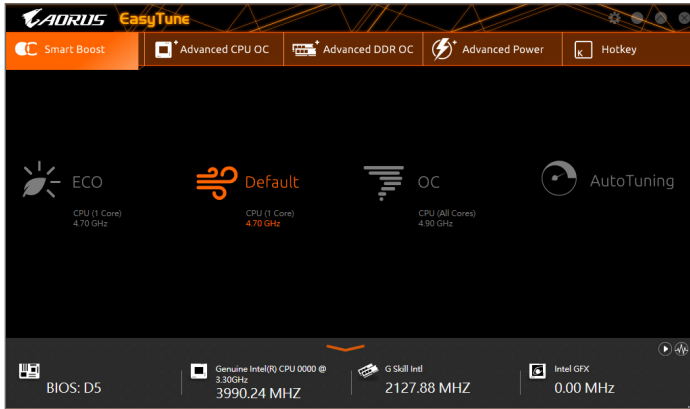 AORUS EasyTune
Smart Boost
Advanced CPU OC
Advanced DDR OC
Advanced Power
K Hotkey
ECO
CPU (1 Core)
4.70 GHz
Default
CPU (1 Core)
4.70 GHz
OC
CPU (All Cores)
4.90 GHz
AutoTuning
BIOS: D5
Genuine Intel(R) CPU 0000 @
3.30GHz
3990.24 MHZ
G Skill Intl
2127.88 MHZ
Intel GFX
0.00 MHz